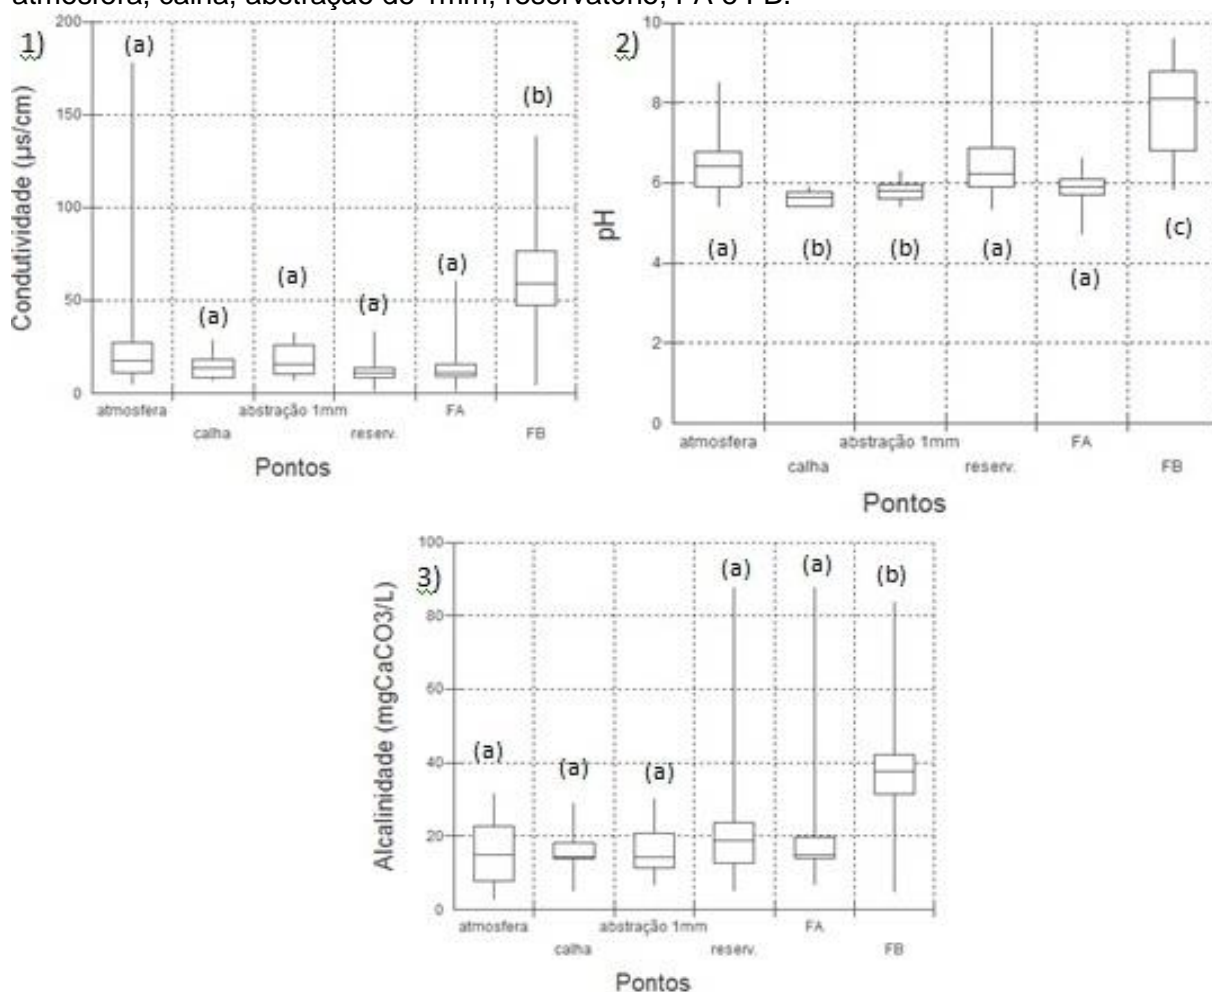 atmosfera, calha, abstração de 1mm, reservatório, FA e FB.
1)
Condutividade (µs/cm)
200
150
100
50
0
(a)
(a)
(a)
(a)
(a)
(b)
atmosfera
calha
abstração 1mm
reserv.
FA
FB
Pontos
2)
pH
10
8
6
4
2
0
(a)
(b)
(b)
(a)
(a)
(c)
atmosfera
calha
abstração 1mm
reserv.
FA
FB
Pontos
3)
Alcalinidade (mgCaCO3/L)
100
80
60
40
20
0
(a)
(a)
(a)
(a)
(a)
(b)
atmosfera
calha
abstração 1mm
reserv.
FA
FB
Pontos